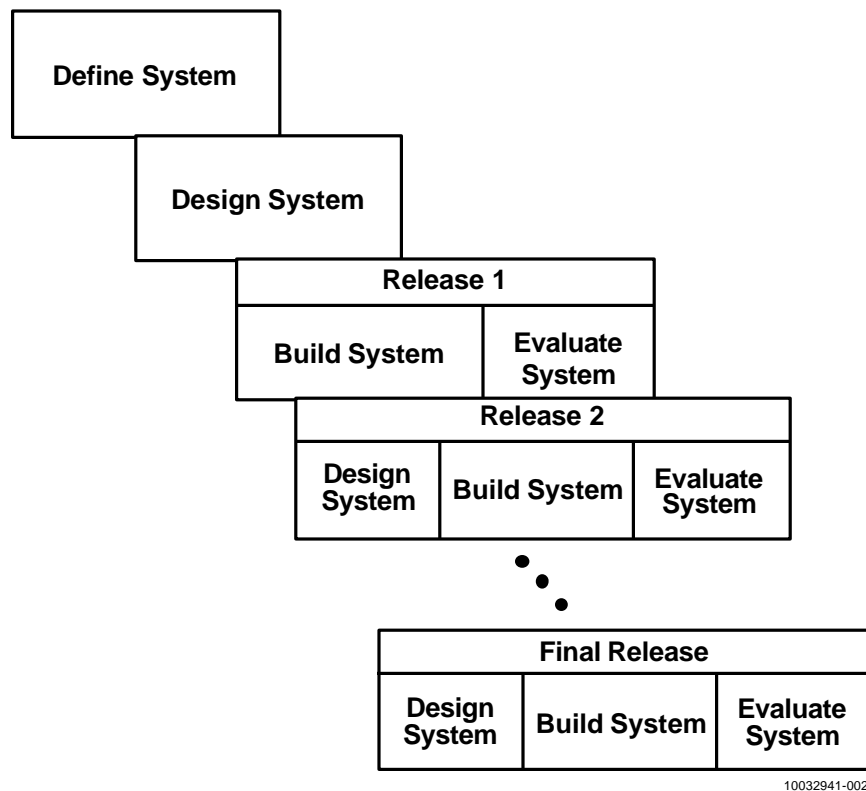 Define System
Design System
Release 1
Build System
Evaluate
System
Release 2
Design
System
Build System
Evaluate
System
Final Release
Design
System
Build System
Evaluate
System
10032941-002